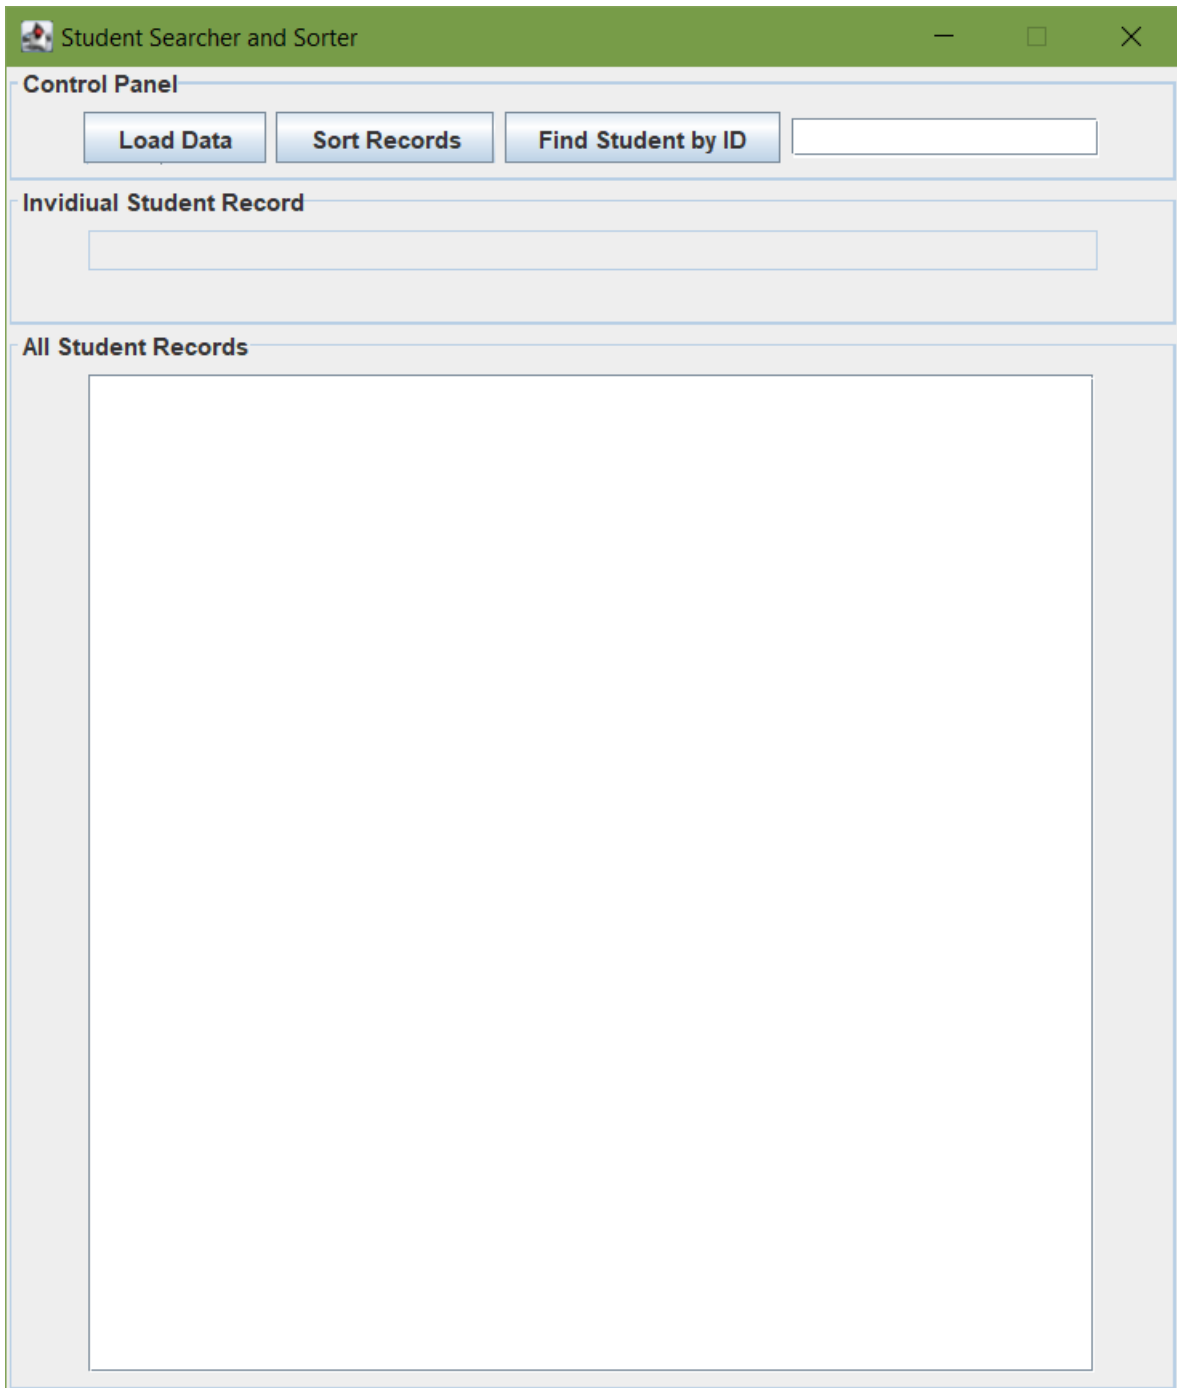 Student Searcher and Sorter
Control Panel
Load Data Sort Records Find Student by ID
Invidiual Student Record
All Student Records